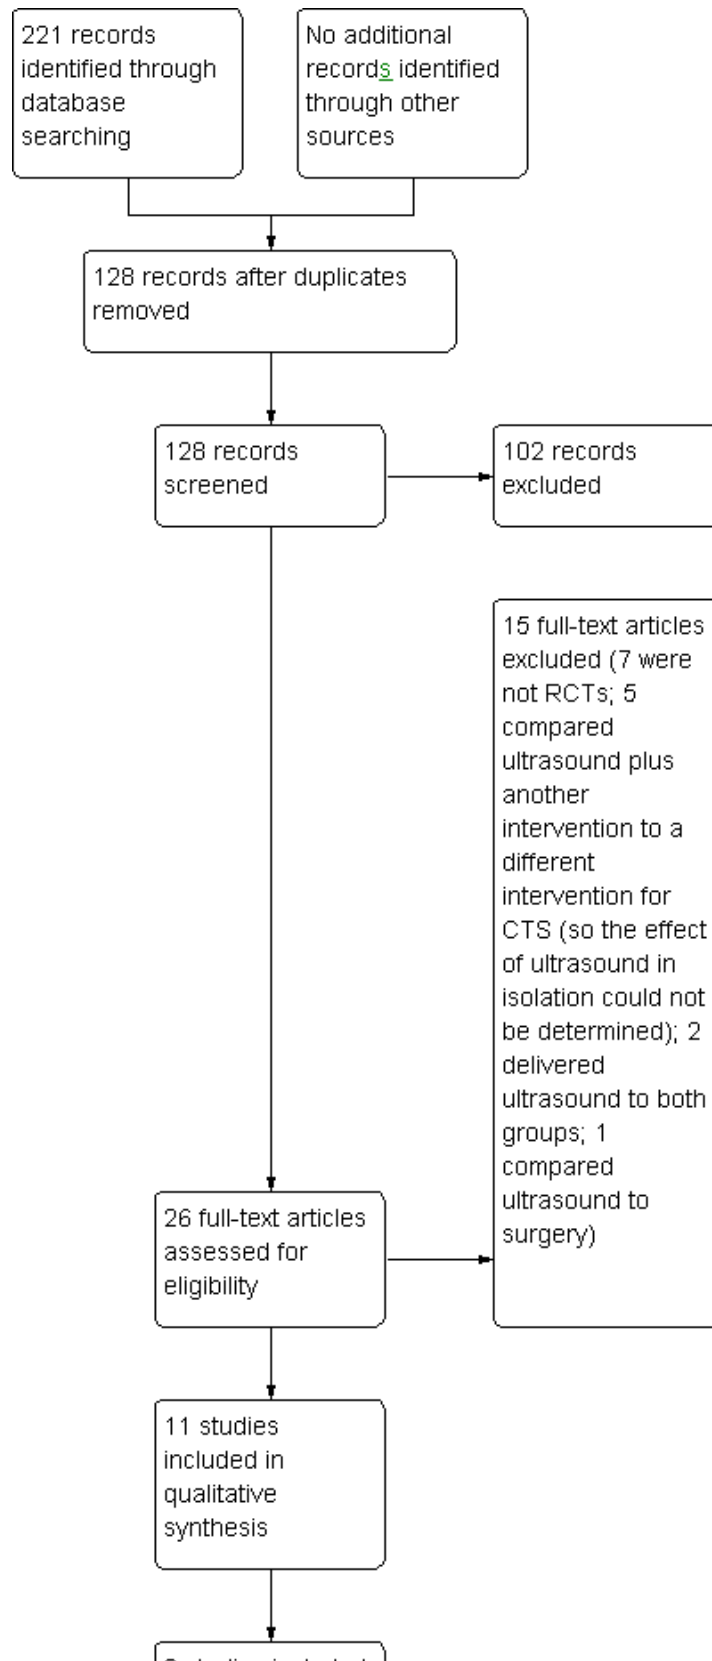 221 records
identified through
database
searching
No additional
records identified
through other
sources
128 records after duplicates
removed
128 records
screened
102 records
excluded
15 full-text articles
excluded (7 were
not RCTs; 5
compared
ultrasound plus
another
intervention to a
different
intervention for
CTS (so the effect
of ultrasound in
isolation could not
be determined); 2
delivered
ultrasound to both
groups; 1
compared
ultrasound to
surgery)
26 full-text articles
assessed for
eligibility
11 studies
included in
qualitative
synthesis